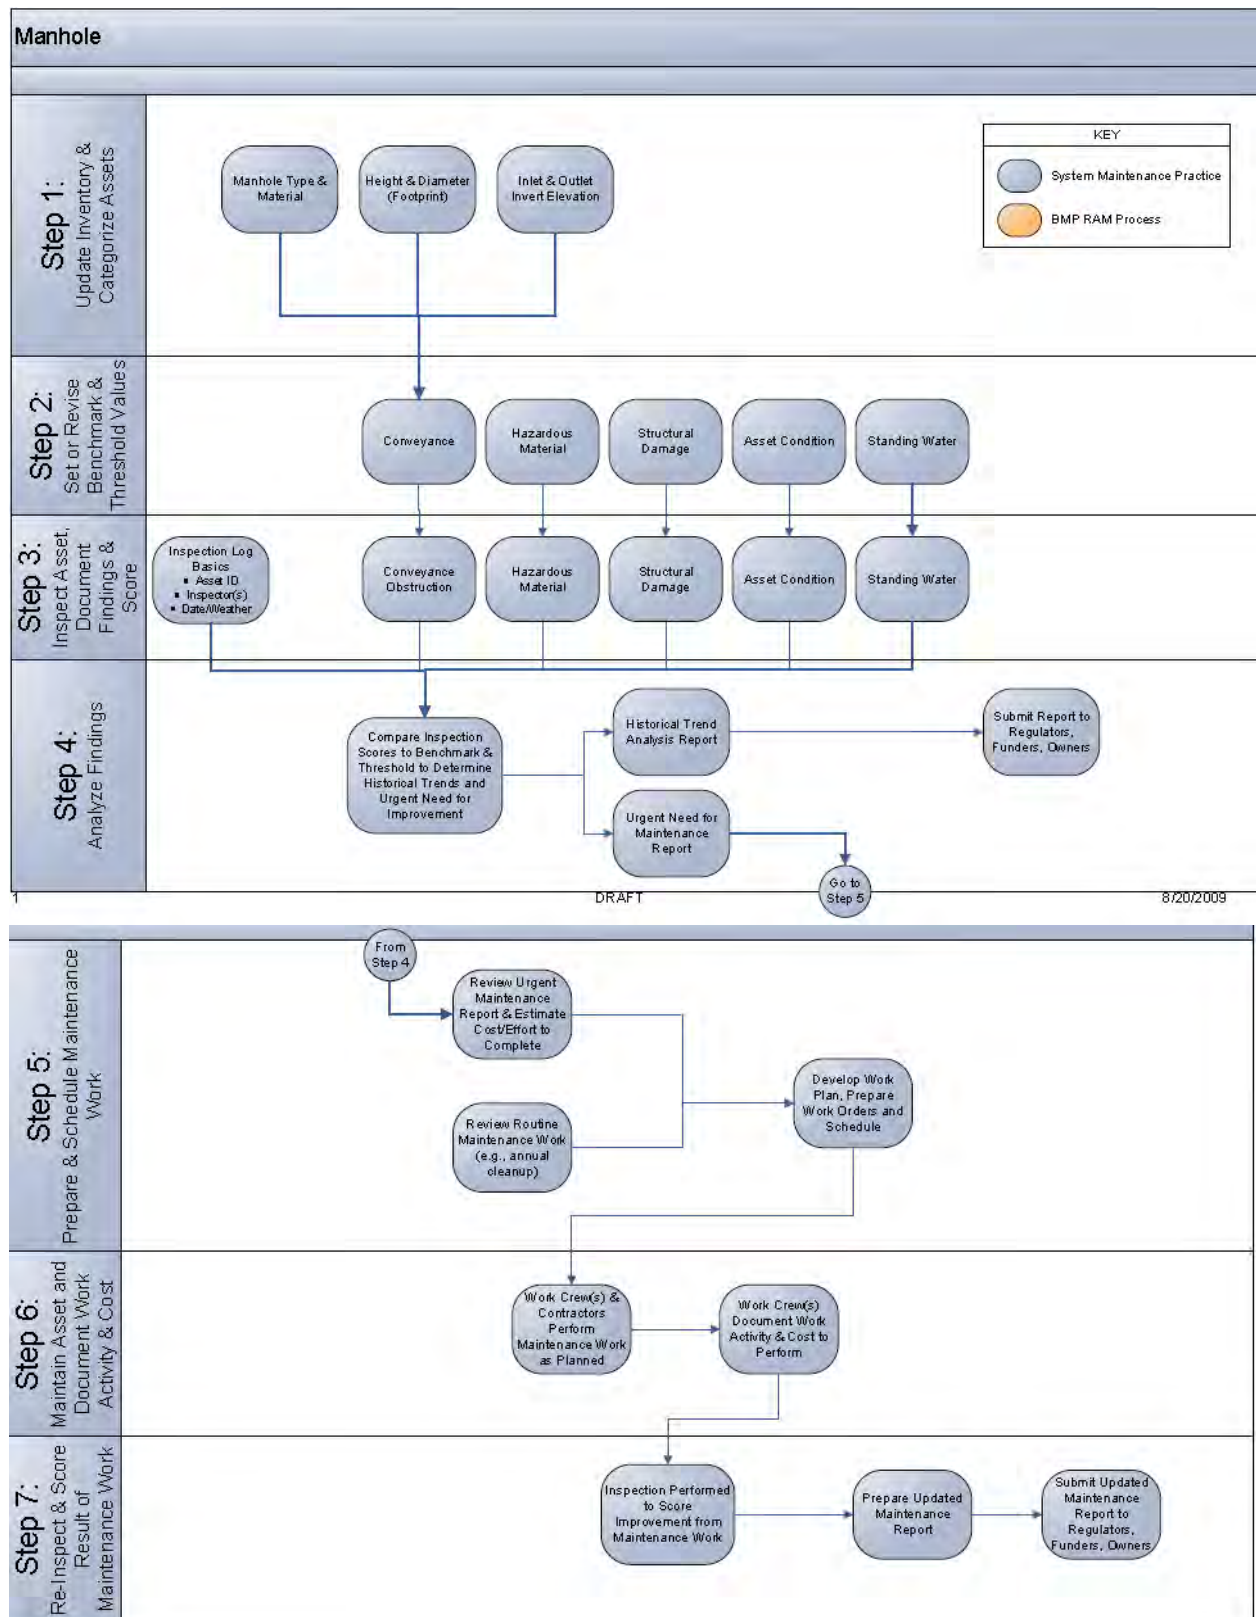 Manhole
Step 1:
Update Inventory &
Categorize Assets
Manhole Type &
Material
Height & Diameter
(Footprint)
Inlet & Outlet
Invert Elevation
KEY
System Maintenance Practice
BMP RAM Process
Step 2:
Set or Revise
Benchmark &
Threshold Values
Conveyance
Hazardous
Material
Structural
Damage
Asset Condition
Standing Water
Step 3:
Inspect Asset,
Document
Findings &
Score
Inspection Log
Basics
▪ Asset ID
▪ Inspector(s)
▪ Date/Weather
Conveyance
Obstruction
Hazardous
Material
Structural
Damage
Asset Condition
Standing Water
Step 4:
Analyze Findings
Compare Inspection
Scores to Benchmark &
Threshold to Determine
Historical Trends and
Urgent Need for
Improvement
Historical Trend
Analysis Report
Submit Report to
Regulators,
Funders, Owners
Urgent Need for
Maintenance
Report
Go to
Step 5
1
DRAFT
8/20/2009
Step 5:
Prepare & Schedule Maintenance
Work
From
Step 4
Review Urgent
Maintenance
Report & Estimate
Cost/Effort to
Complete
Review Routine
Maintenance Work
(e.g., annual
cleanup)
Develop Work
Plan, Prepare
Work Orders and
Schedule
Step 6:
Maintain Asset and
Document Work
Activity & Cost
Work Crew(s) &
Contractors
Perform
Maintenance Work
as Planned
Work Crew(s)
Document Work
Activity & Cost to
Perform
Step 7:
Re-Inspect & Score
Result of
Maintenance Work
Inspection Performed
to Score
Improvement from
Maintenance Work
Prepare Updated
Maintenance
Report
Submit Updated
Maintenance
Report to
Regulators,
Funders, Owners